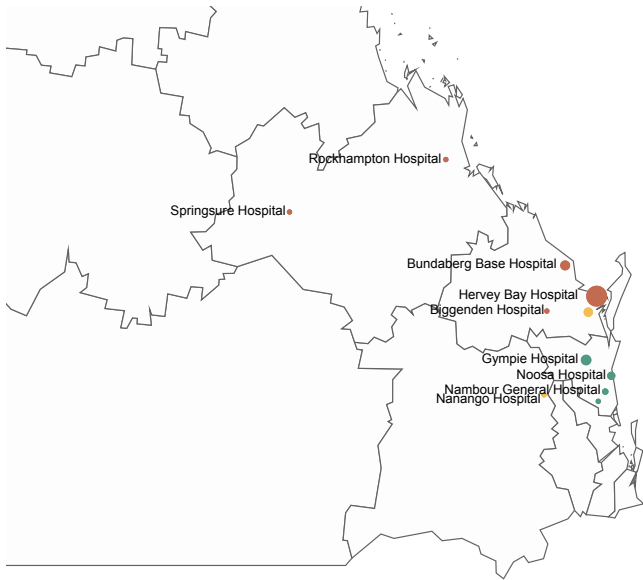 Rockhampton Hospital
Springsure Hospital
Bundaberg Base Hospital
Hervey Bay Hospital
Biggenden Hospital
Gympie Hospital
Noosa Hospital
Nambour General Hospital
Nanango Hospital